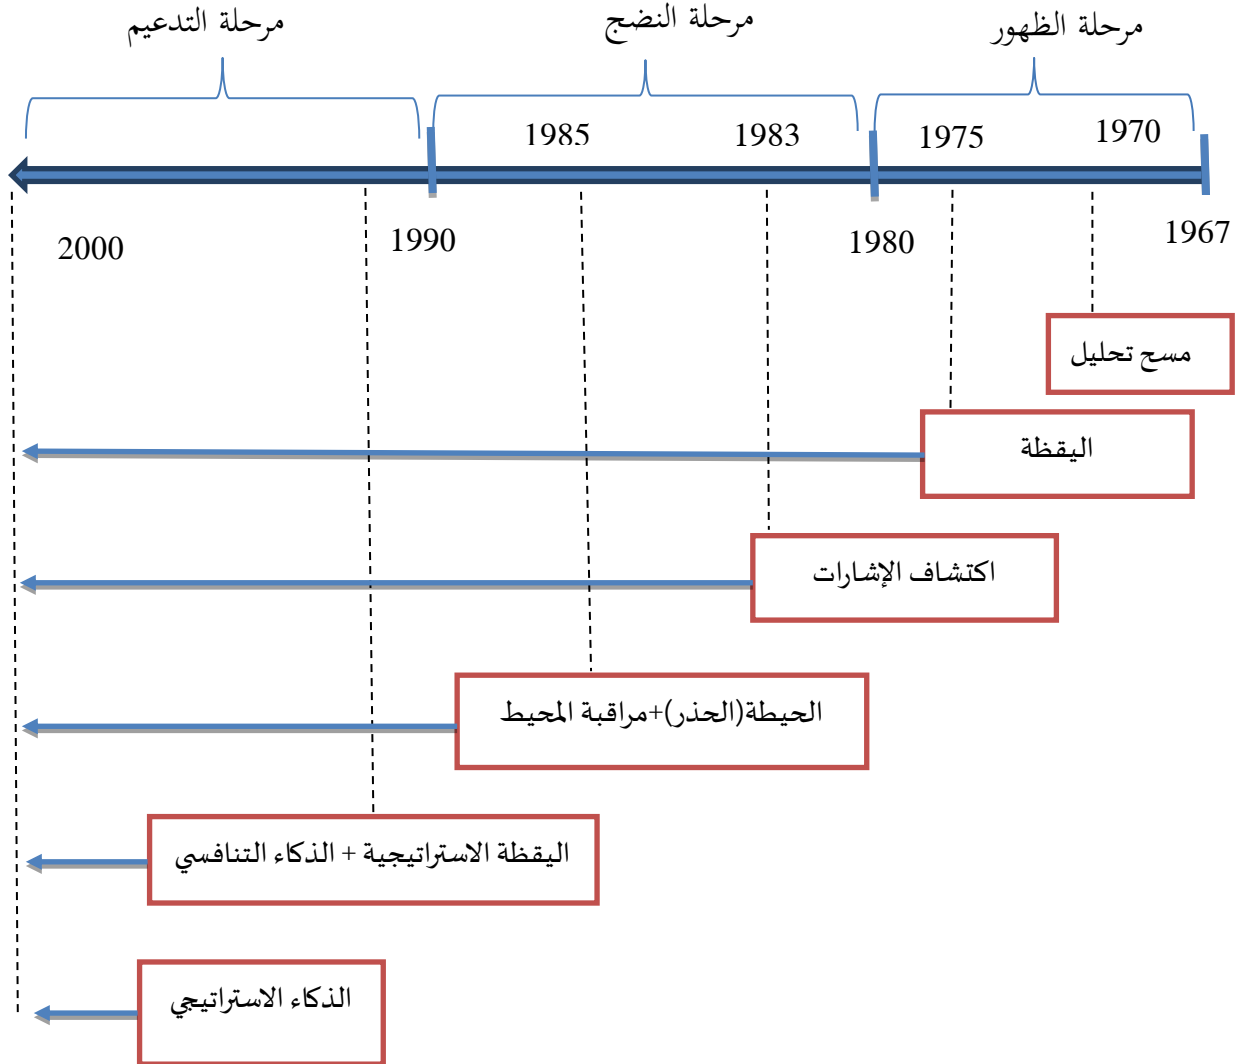 مرحلة الظهور
مرحلة النضج
مرحلة التدعيم
1970
1975
1983
1985
1967
1980
1990
2000
مسح تحليل
اليقظة
اكتشاف الإشارات
الحيطة(الحذر)+مراقبة المحيط
اليقظة الاستراتيجية + الذكاء التنافسي
الذكاء الاستراتيجي